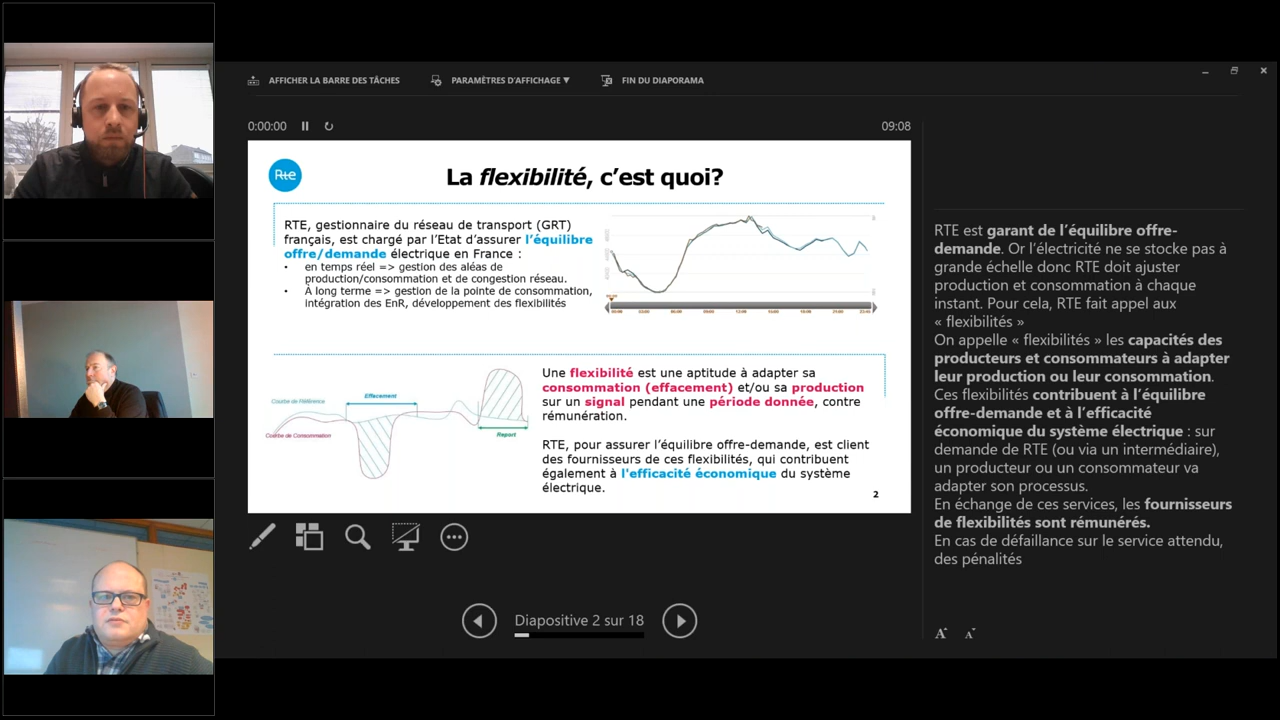 AFFICHER LA BARRE DES TÂCHES
PARAMÈTRES D'AFFICHAGE ▼
FIN DU DIAPORAMA
0:00:00
09:08
Rte
La flexibilité, c'est quoi?
RTE, gestionnaire du réseau de transport (GRT)
français, est chargé par l'Etat d'assurer l'équilibre
offre/demande électrique en France :
• en temps réel => gestion des aléas de
production/consommation et de congestion réseau.
• À long terme => gestion de la pointe de consommation,
intégration des EnR, développement des flexibilités
Effacement
Courbe de Référence
Courbe de Consommation
Report
Une flexibilité est une aptitude à adapter sa
consommation (effacement) et/ou sa production
sur un signal pendant une période donnée, contre
rémunération.
RTE, pour assurer l'équilibre offre-demande, est client
des fournisseurs de ces flexibilités, qui contribuent
également à l'efficacité économique du système
électrique.
2
Diapositive 2 sur 18
RTE est garant de l'équilibre offre-
demande. Or l'électricité ne se stocke pas à
grande échelle donc RTE doit ajuster
production et consommation à chaque
instant. Pour cela, RTE fait appel aux
« flexibilités »
On appelle « flexibilités » les capacités des
producteurs et consommateurs à adapter
leur production ou leur consommation.
Ces flexibilités contribuent à l'équilibre
offre-demande et à l'efficacité
économique du système électrique : sur
demande de RTE (ou via un intermédiaire),
un producteur ou un consommateur va
adapter son processus.
En échange de ces services, les fournisseurs
de flexibilités sont rémunérés.
En cas de défaillance sur le service attendu,
des pénalités
A A